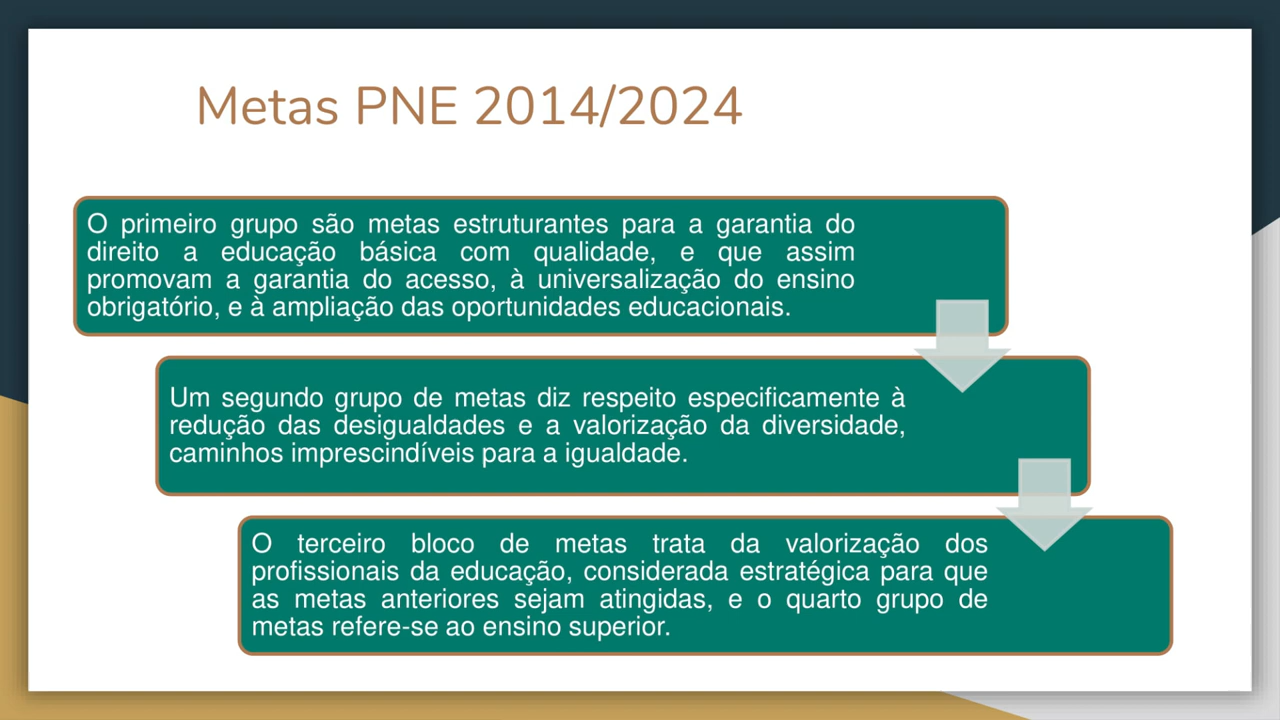 Metas PNE 2014/2024
O primeiro grupo são metas estruturantes para a garantia do
direito a educação básica com qualidade, e que assim
promovam a garantia do acesso, à universalização do ensino
obrigatório, e à ampliação das oportunidades educacionais.
Um segundo grupo de metas diz respeito especificamente à
redução das desigualdades e a valorização da diversidade,
caminhos imprescindíveis para a igualdade.
O terceiro bloco de metas trata da valorização dos
profissionais da educação, considerada estratégica para que
as metas anteriores sejam atingidas, e o quarto grupo de
metas refere-se ao ensino superior.